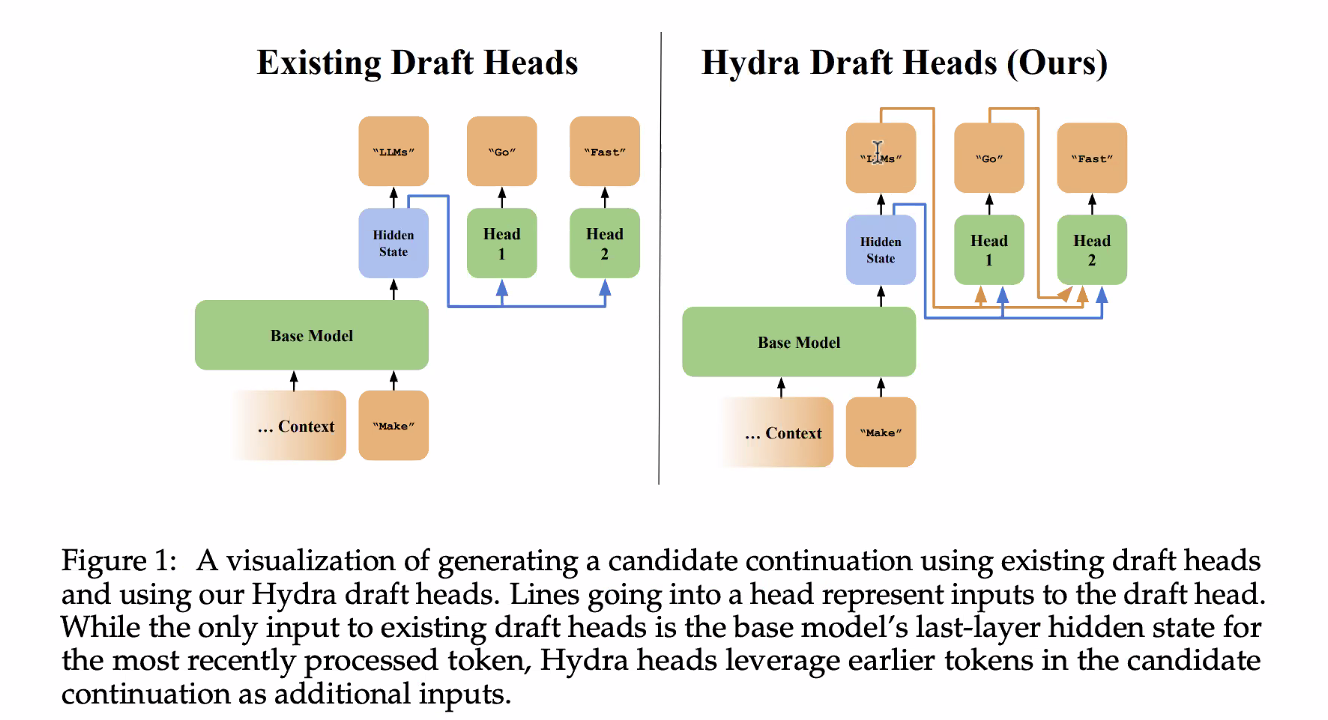 Existing Draft Heads
"LLMs"
"Go"
"Fast"
Hidden
State
Head
1
Head
2
Base Model
... Context
"Make"
Hydra Draft Heads (Ours)
"LLMs"
"Go"
"Fast"
Hidden
State
Head
1
Head
2
Base Model
... Context
"Make"
Figure 1: A visualization of generating a candidate continuation using existing draft heads
and using our Hydra draft heads. Lines going into a head represent inputs to the draft head.
While the only input to existing draft heads is the base model's last-layer hidden state for
the most recently processed token, Hydra heads leverage earlier tokens in the candidate
continuation as additional inputs.